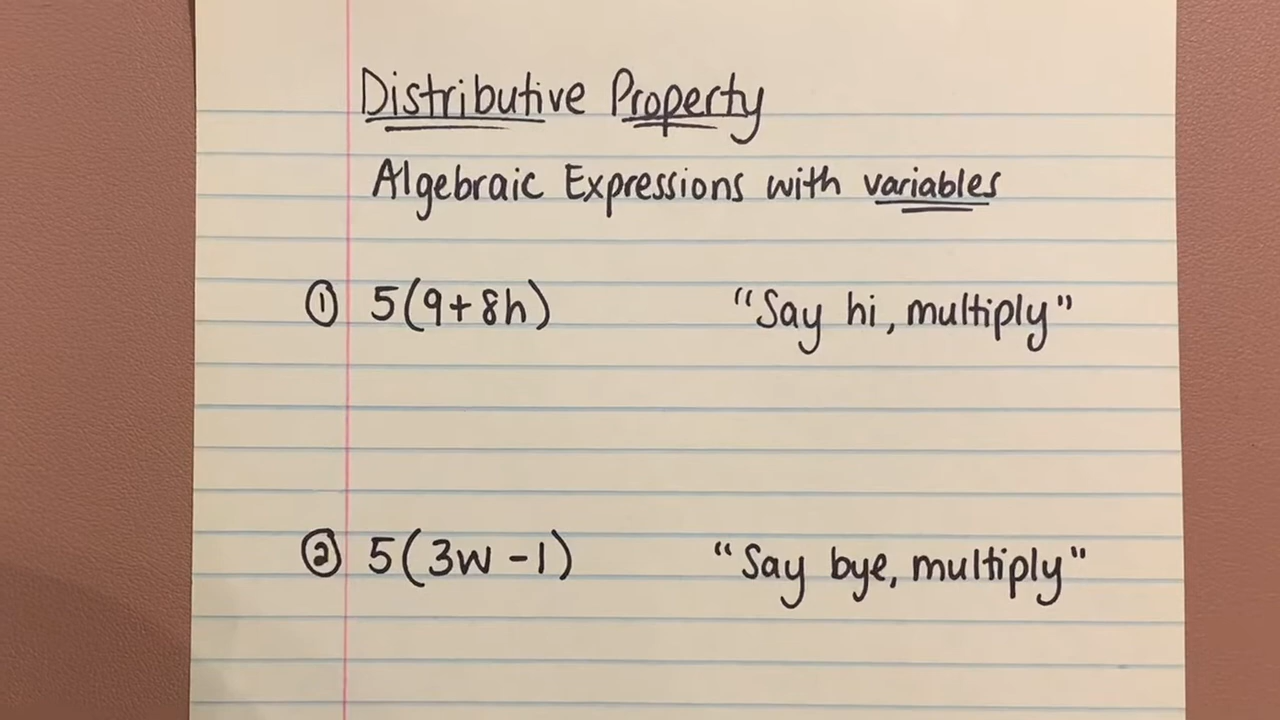 Distributive Property
Algebraic Expressions with variables
① 5(9+8h) "Say hi, multiply"
② 5(3w-1) "Say bye, multiply"